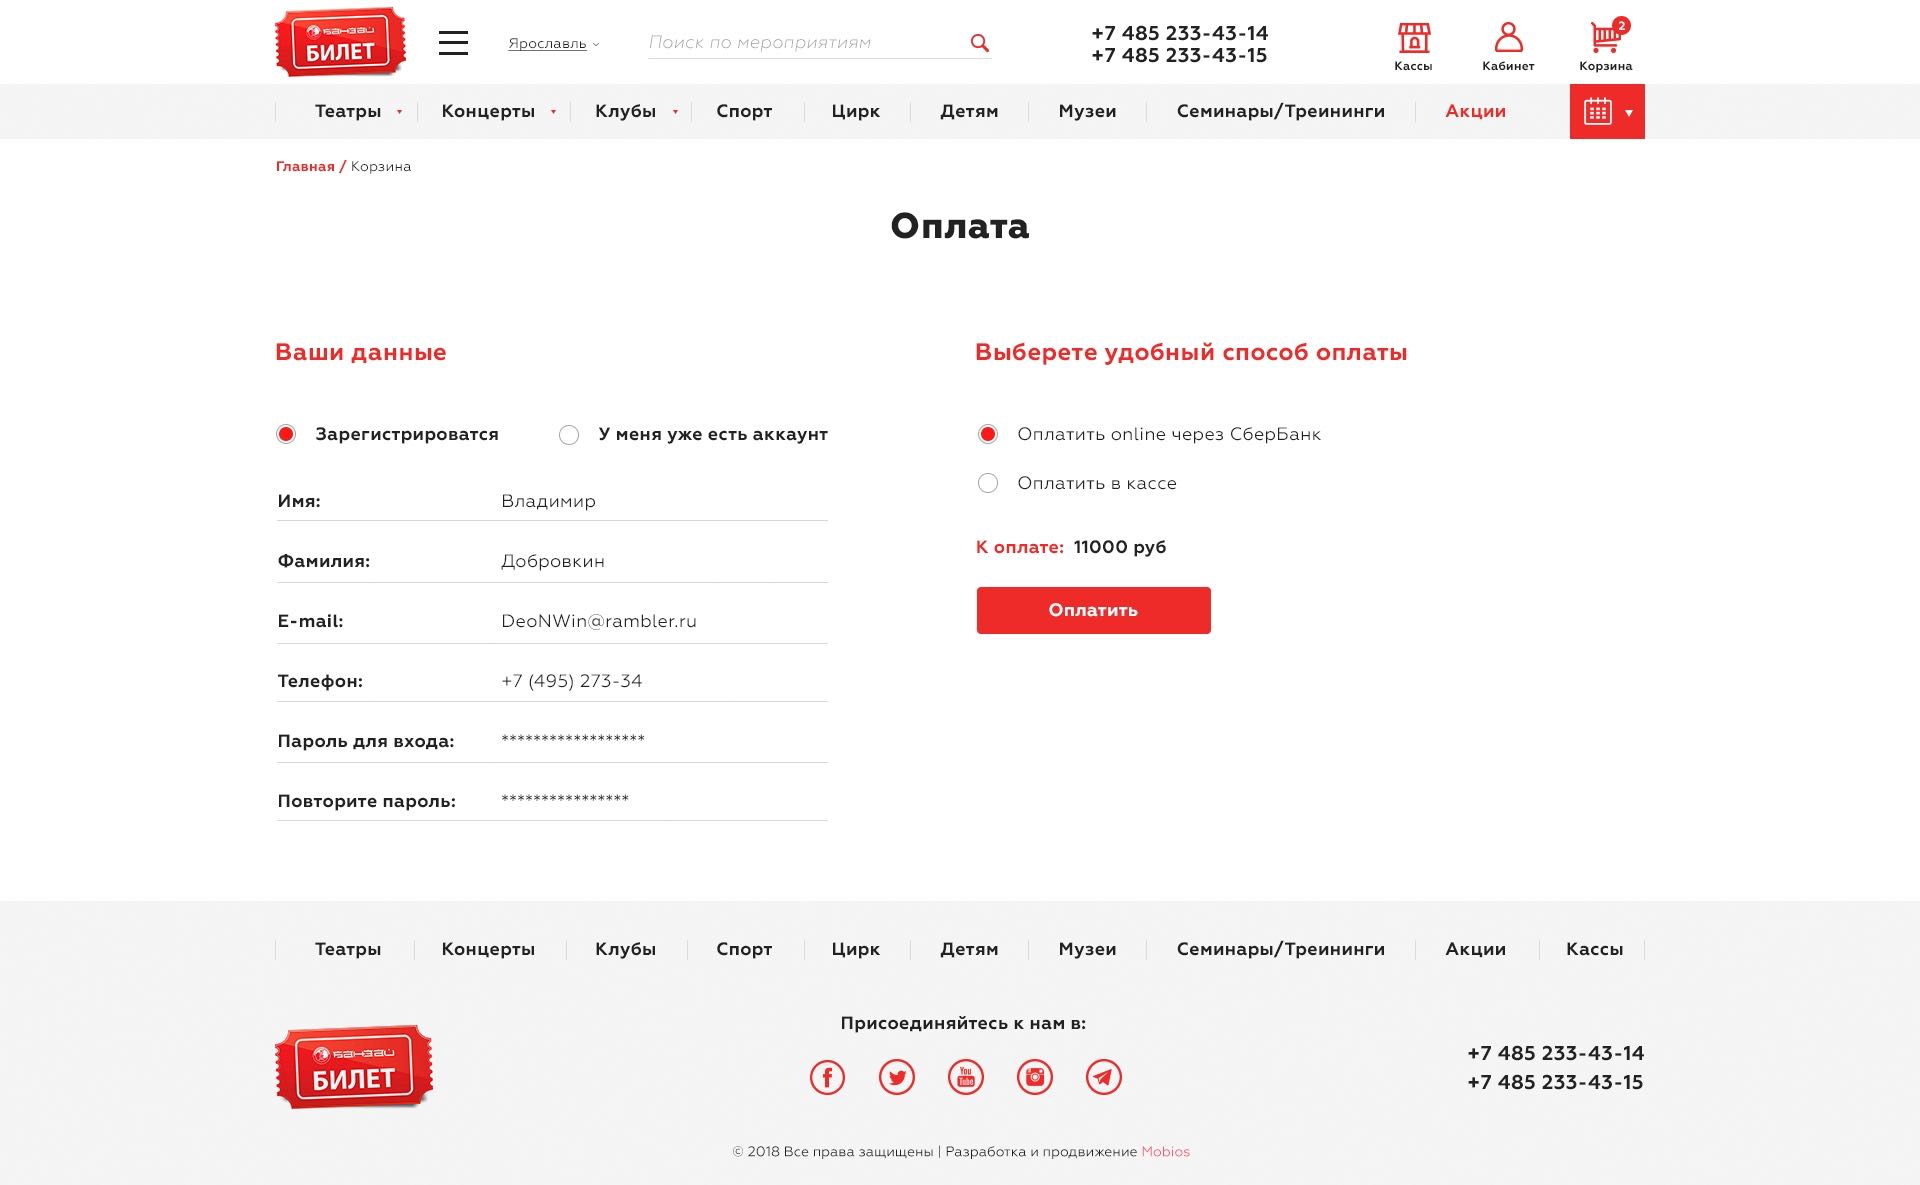 БАНЗАЙ
БИЛЕТ
Ярославль
Поиск по мероприятиям
+7 485 233-43-14
+7 485 233-43-15
Кассы
Кабинет
2
Корзина
Театры
Концерты
Клубы
Спорт
Цирк
Детям
Музеи
Семинары/Треининги
Акции
Главная / Корзина
Оплата
Ваши данные
Зарегистрироватся
У меня уже есть аккаунт
Имя: Владимир
Фамилия: Добровкин
E-mail: DeoNWin@rambler.ru
Телефон: +7 (495) 273-34
Пароль для входа: ******************
Повторите пароль: ****************
Выберете удобный способ оплаты
Оплатить online через СберБанк
Оплатить в кассе
К оплате: 11000 руб
Оплатить
Театры
Концерты
Клубы
Спорт
Цирк
Детям
Музеи
Семинары/Треининги
Акции
Кассы
БАНЗАЙ
БИЛЕТ
Присоединяйтесь к нам в:
You
Tube
+7 485 233-43-14
+7 485 233-43-15
© 2018 Все права защищены | Разработка и продвижение Mobios